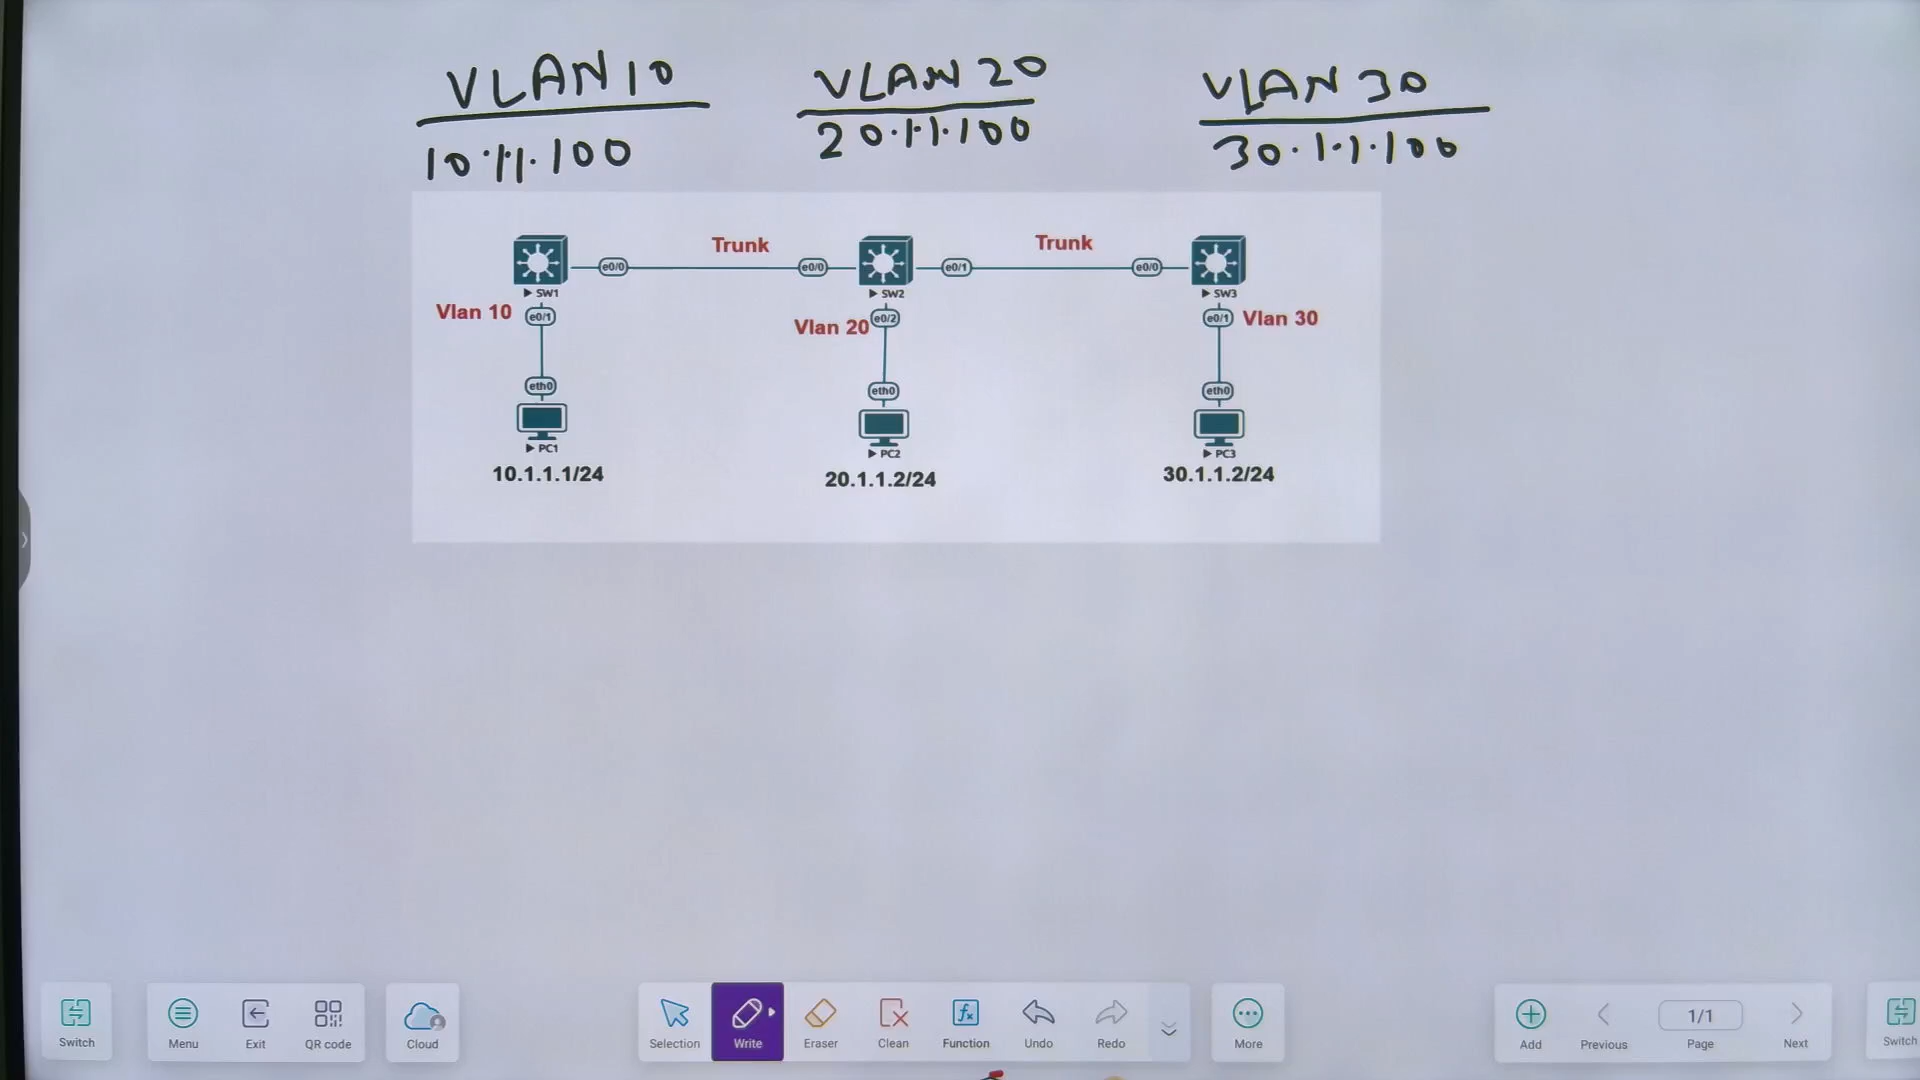 VLAN 10
10.1.1.100
VLAN 20
20.1.1.100
VLAN 30
30.1.1.100
Trunk
Trunk
e0/0
e0/0
e0/1
e0/0
SW1
SW2
SW3
Vlan 10
e0/1
Vlan 20
e0/2
e0/1
Vlan 30
eth0
eth0
eth0
PC1
PC2
PC3
10.1.1.1/24
20.1.1.2/24
30.1.1.2/24
Switch
Menu
Exit
QR code
Cloud
Selection
Write
Eraser
fx
Clean
Function
Undo
Redo
More
Add
Previous
1/1
Page
Next
Switch